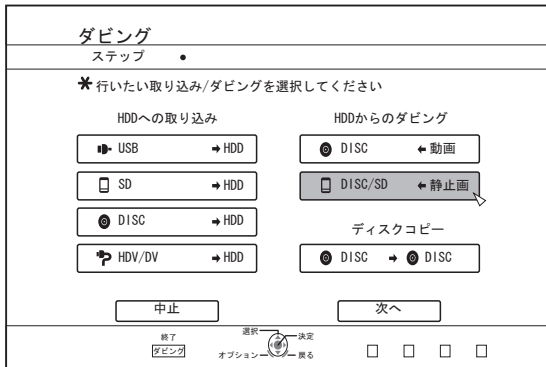 ダビング
ステップ ●
*行いたい取り込み/ダビングを選択してください
HDDへの取り込み
USB ➡ HDD
SD ➡ HDD
DISC ➡ HDD
HDV/DV ➡ HDD
HDDからのダビング
DISC ⬅ 動画
DISC/SD ⬅ 静止画
ディスクコピー
DISC ➡ DISC
中止
次へ
終了
ダビング
選択
決定
オプション
戻る